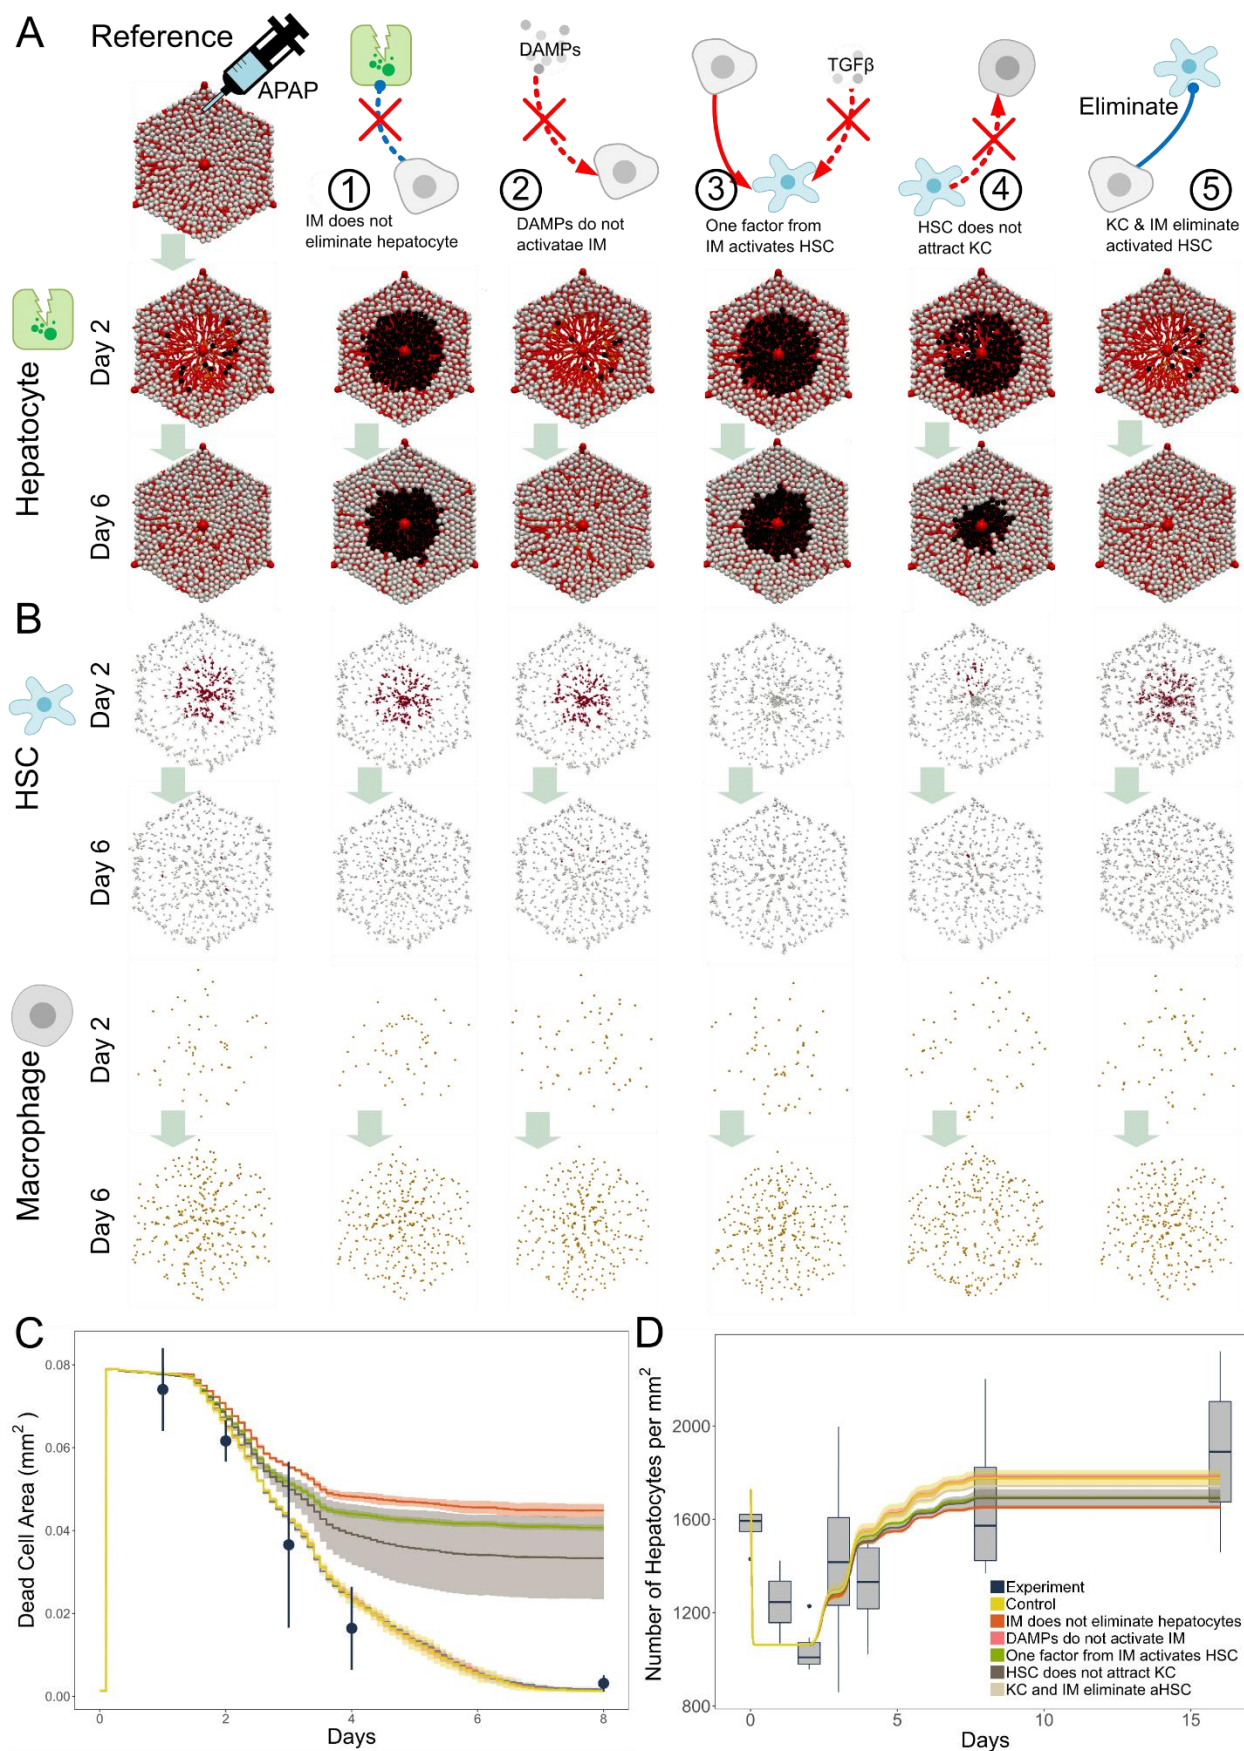 A
Reference
APAP
DAMPs
TGFβ
Eliminate
1
2
3
4
5
IM does not
eliminate hepatocyte
DAMPs do not
activatae IM
One factor from
IM activates HSC
HSC does not
attract KC
KC & IM eliminate
activated HSC
Hepatocyte
Day 2
Day 6
B
HSC
Day 2
Day 6
Macrophage
Day 2
Day 6
C
Dead Cell Area (mm²)
0.08
0.06
0.04
0.02
0.00
0
2
4
6
8
Days
D
Number of Hepatocytes per mm²
2000
1600
1200
800
0
5
10
15
Days
Experiment
Control
IM does not eliminate hepatocytes
DAMPs do not activate IM
One factor from IM activates HSC
HSC does not attract KC
KC and IM eliminate aHSC